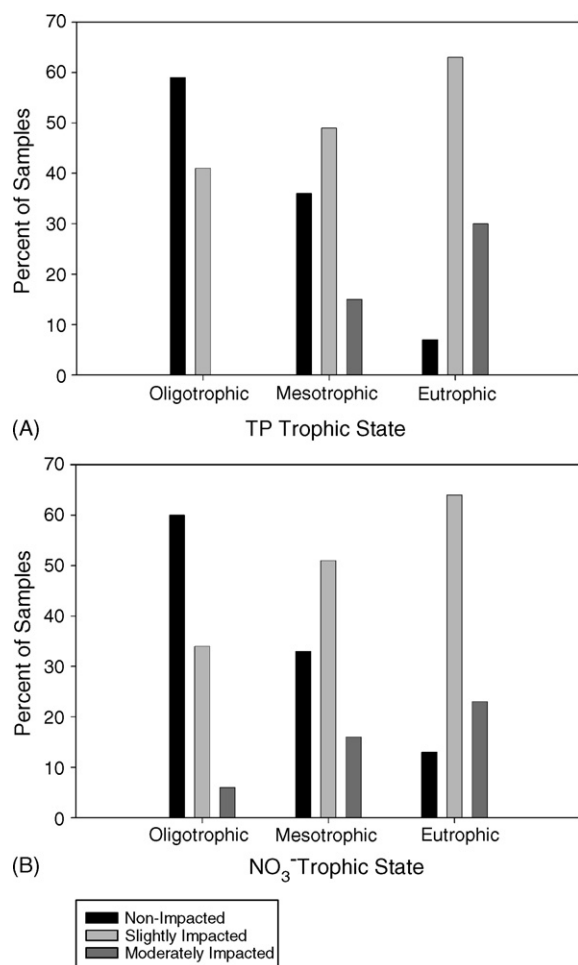 70
60
50
40
30
20
10
0
Percent of Samples
Oligotrophic Mesotrophic Eutrophic
(A) TP Trophic State
70
60
50
40
30
20
10
0
Percent of Samples
Oligotrophic Mesotrophic Eutrophic
(B) NO₃⁻Trophic State
Non-Impacted
Slightly Impacted
Moderately Impacted